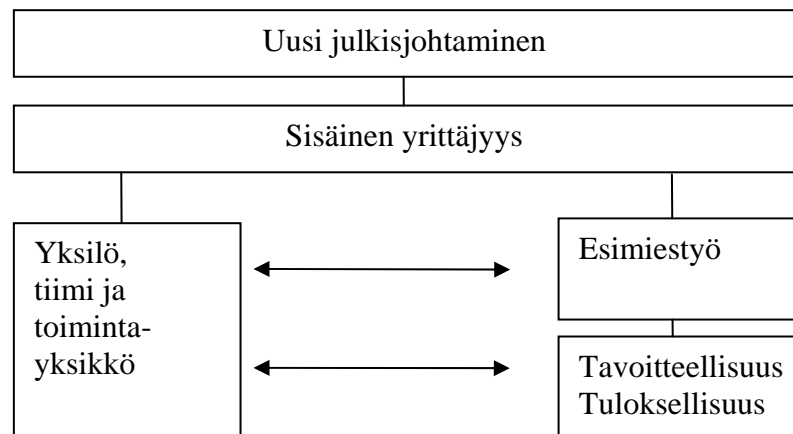 Uusi julkisjohtaminen
Sisäinen yrittäjyys
Yksilö,
tiimi ja
toiminta-
yksikkö
Esimiestyö
Tavoitteellisuus
Tuloksellisuus